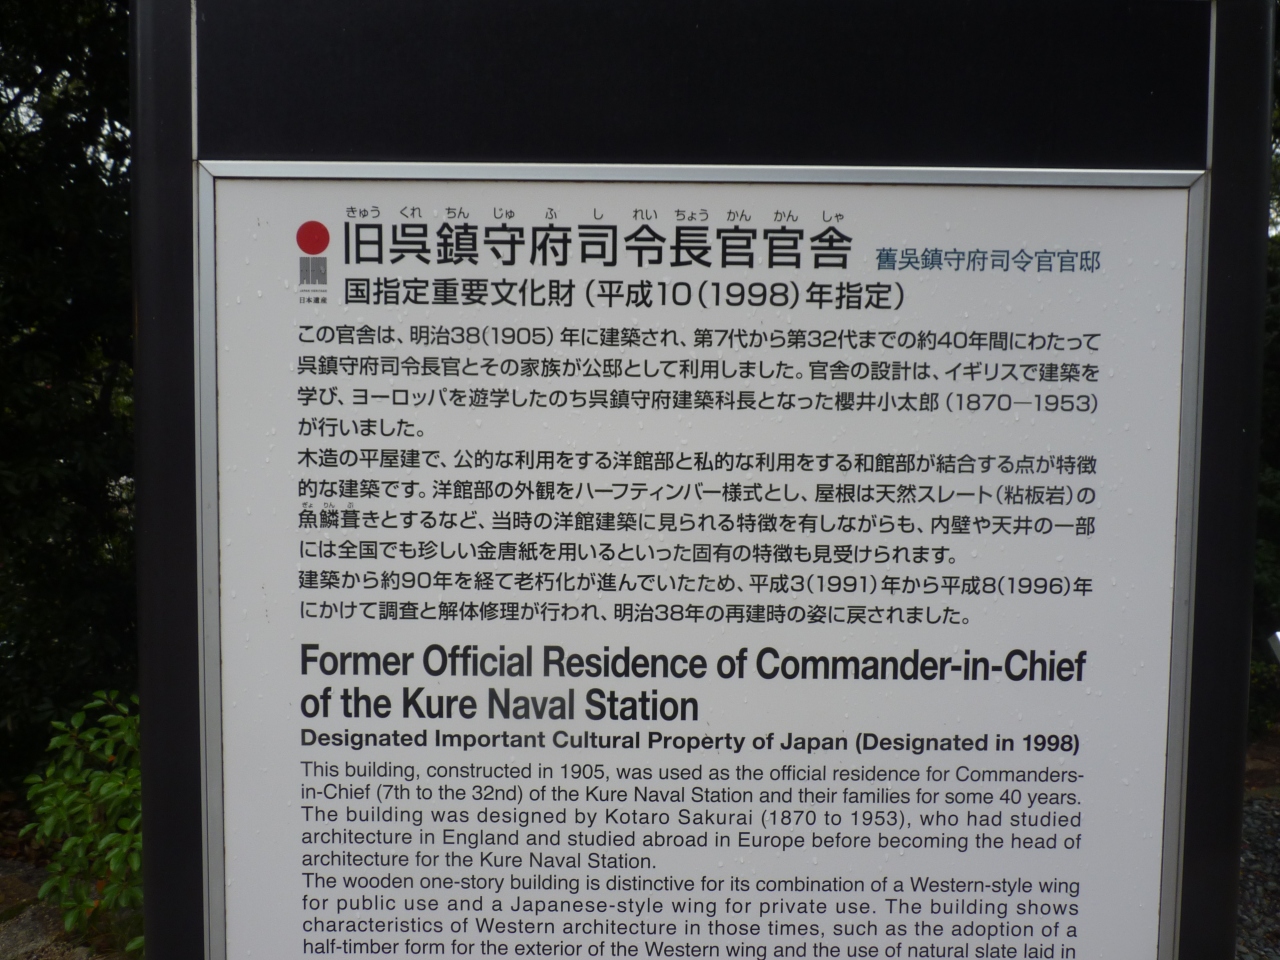 きゅう くれ ちん じゅ ふ し れい ちょう かん かん しゃ
旧呉鎮守府司令長官官舎 舊吳鎮守府司令官官邸
日本遺産
国指定重要文化財(平成10(1998)年指定)
この官舎は、明治38(1905)年に建築され、第7代から第32代までの約40年間にわたって
呉鎮守府司令長官とその家族が公邸として利用しました。官舎の設計は、イギリスで建築を
学び、ヨーロッパを遊学したのち呉鎮守府建築科長となった櫻井小太郎(1870―1953)
が行いました。
木造の平屋建で、公的な利用をする洋館部と私的な利用をする和館部が結合する点が特徴
的な建築です。洋館部の外観をハーフティンバー様式とし、屋根は天然スレート(粘板岩)の
ぎょ りん ぶ
魚鱗葺きとするなど、当時の洋館建築に見られる特徴を有しながらも、内壁や天井の一部
には全国でも珍しい金唐紙を用いるといった固有の特徴も見受けられます。
建築から約90年を経て老朽化が進んでいたため、平成3(1991)年から平成8(1996)年
にかけて調査と解体修理が行われ、明治38年の再建時の姿に戻されました。
Former Official Residence of Commander-in-Chief
of the Kure Naval Station
Designated Important Cultural Property of Japan (Designated in 1998)
This building, constructed in 1905, was used as the official residence for Commanders-
in-Chief (7th to the 32nd) of the Kure Naval Station and their families for some 40 years.
The building was designed by Kotaro Sakurai (1870 to 1953), who had studied
architecture in England and studied abroad in Europe before becoming the head of
architecture for the Kure Naval Station.
The wooden one-story building is distinctive for its combination of a Western-style wing
for public use and a Japanese-style wing for private use. The building shows
characteristics of Western architecture in those times, such as the adoption of a
half-timber form for the exterior of the Western wing and the use of natural slate laid in